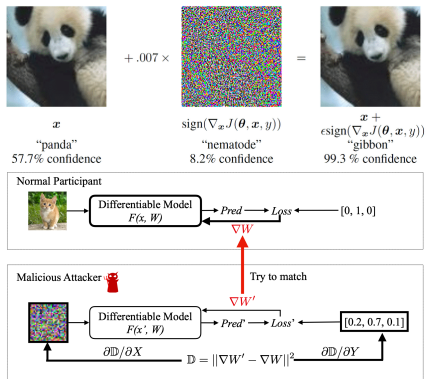 + .007 ×
=
x
sign(∇ₓJ(θ, x, y))
x +
ϵsign(∇ₓJ(θ, x, y))
“panda”
“nematode”
“gibbon”
57.7% confidence
8.2% confidence
99.3 % confidence
Normal Participant
Differentiable Model
F(x, W)
Pred
Loss
[0, 1, 0]
∇W
Try to match
Malicious Attacker
∇W'
Differentiable Model
F(x', W)
Pred'
Loss'
[0.2, 0.7, 0.1]
∂𝔻/∂X
𝔻 = ||∇W' − ∇W||²
∂𝔻/∂Y